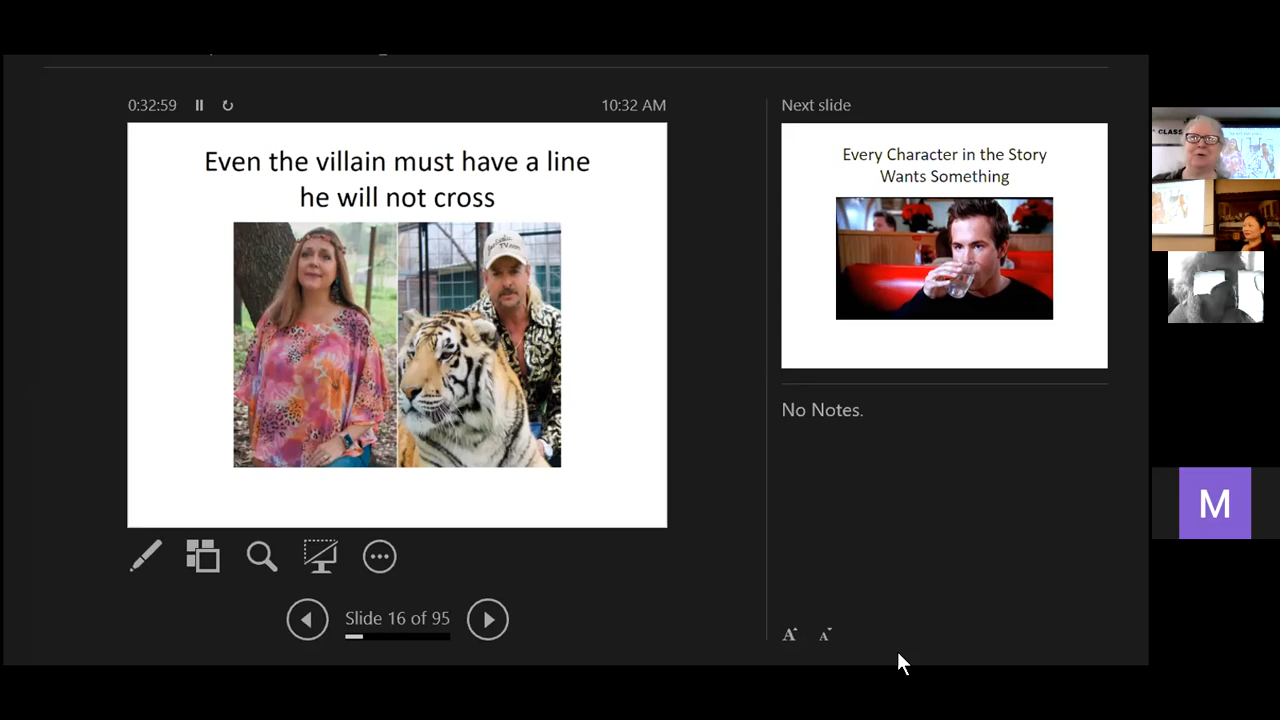 0:32:59
10:32 AM
Even the villain must have a line
he will not cross
Slide 16 of 95
Next slide
Every Character in the Story
Wants Something
No Notes.
A A
CLASS
M